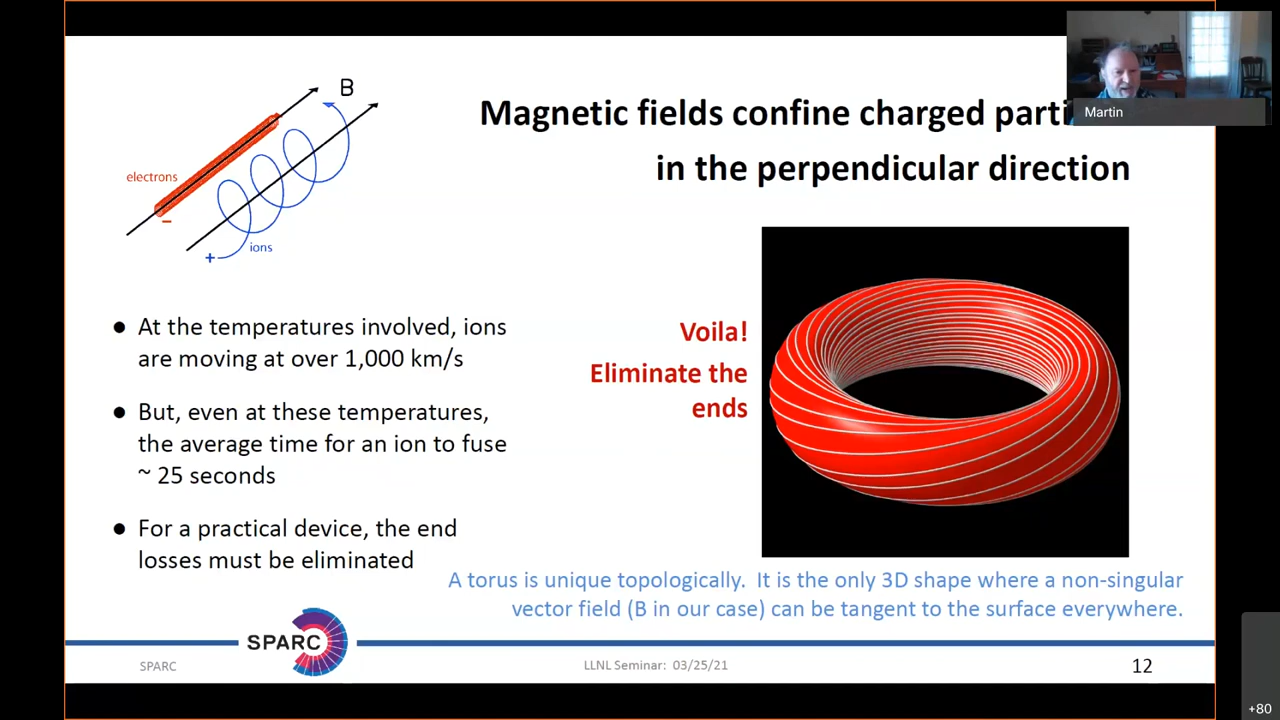 Martin
B
Magnetic fields confine charged parti
in the perpendicular direction
electrons
−
ions
+
● At the temperatures involved, ions
are moving at over 1,000 km/s
● But, even at these temperatures,
the average time for an ion to fuse
~ 25 seconds
● For a practical device, the end
losses must be eliminated
Voila!
Eliminate the
ends
A torus is unique topologically. It is the only 3D shape where a non-singular
vector field (B in our case) can be tangent to the surface everywhere.
SPARC
SPARC
LLNL Seminar: 03/25/21
12
+80